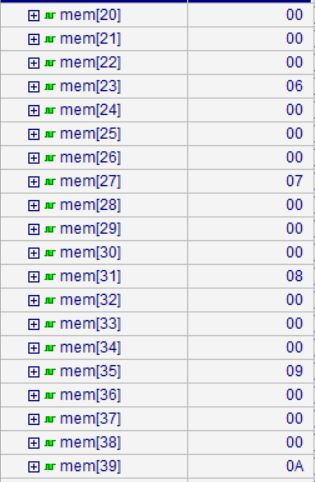 mem[20] 00
mem[21] 00
mem[22] 00
mem[23] 06
mem[24] 00
mem[25] 00
mem[26] 00
mem[27] 07
mem[28] 00
mem[29] 00
mem[30] 00
mem[31] 08
mem[32] 00
mem[33] 00
mem[34] 00
mem[35] 09
mem[36] 00
mem[37] 00
mem[38] 00
mem[39] 0A